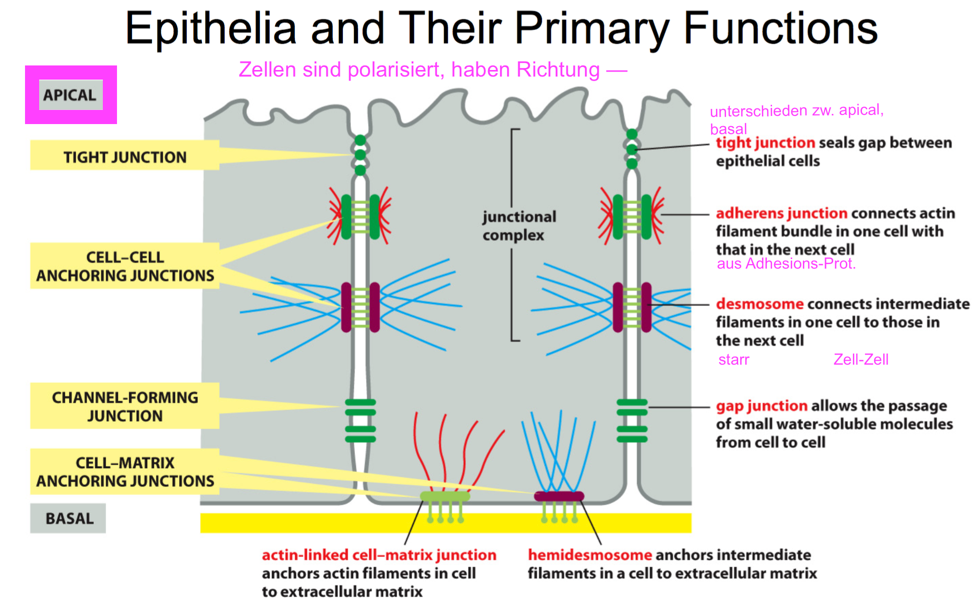 Epithelia and Their Primary Functions
Zellen sind polarisiert, haben Richtung —
APICAL
unterschieden zw. apical,
basal
TIGHT JUNCTION
tight junction seals gap between
epithelial cells
junctional
complex
adherens junction connects actin
filament bundle in one cell with
that in the next cell
aus Adhesions-Prot.
CELL–CELL
ANCHORING JUNCTIONS
desmosome connects intermediate
filaments in one cell to those in
the next cell
starr Zell-Zell
CHANNEL-FORMING
JUNCTION
gap junction allows the passage
of small water-soluble molecules
from cell to cell
CELL–MATRIX
ANCHORING JUNCTIONS
BASAL
actin-linked cell–matrix junction
anchors actin filaments in cell
to extracellular matrix
hemidesmosome anchors intermediate
filaments in a cell to extracellular matrix